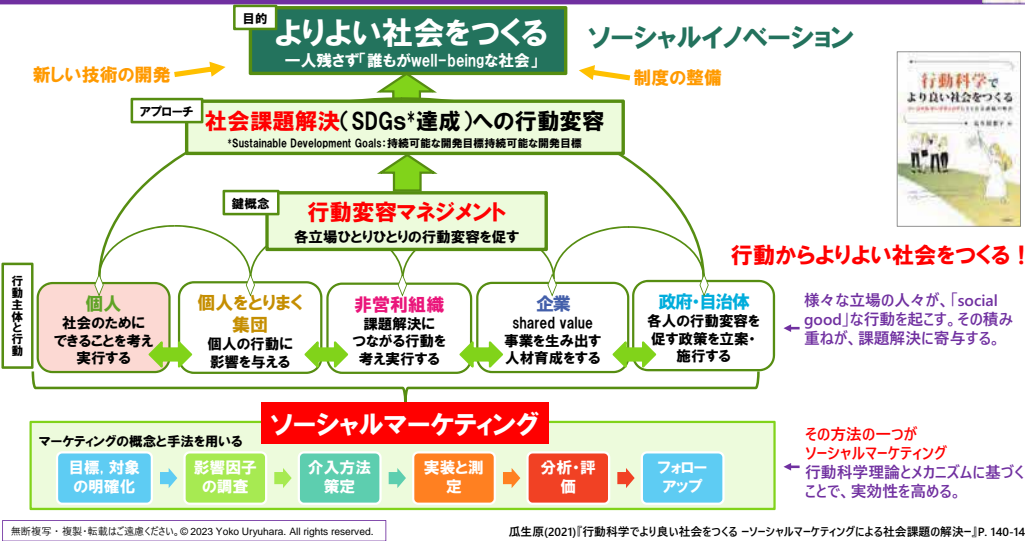 目的
よりよい社会をつくる
一人残さず「誰もがwell-beingな社会」
ソーシャルイノベーション
新しい技術の開発
制度の整備
アプローチ
社会課題解決(SDGs*達成)への行動変容
*Sustainable Development Goals:持続可能な開発目標持続可能な開発目標
行動科学で
より良い社会をつくる
鍵概念
行動変容マネジメント
各立場ひとりひとりの行動変容を促す
行動からよりよい社会をつくる!
行動主体と行動
個人
社会のために
できることを考え
実行する
個人をとりまく
集団
個人の行動に
影響を与える
非営利組織
課題解決に
つながる行動を
考え実行する
企業
shared value
事業を生み出す
人材育成をする
政府・自治体
各人の行動変容を
促す政策を立案・
施行する
様々な立場の人々が、「social
good」な行動を起こす。その積み
重ねが、課題解決に寄与する。
ソーシャルマーケティング
マーケティングの概念と手法を用いる
目標, 対象
の明確化
影響因子
の調査
介入方法
策定
実装と測
定
分析・評
価
フォロー
アップ
その方法の一つが
ソーシャルマーケティング
行動科学理論とメカニズムに基づく
ことで、実効性を高める。
無断複写・複製・転載はご遠慮ください。© 2023 Yoko Uryuhara. All rights reserved.
瓜生原(2021)『行動科学でより良い社会をつくる −ソーシャルマーケティングによる社会課題の解決−』P. 140-14